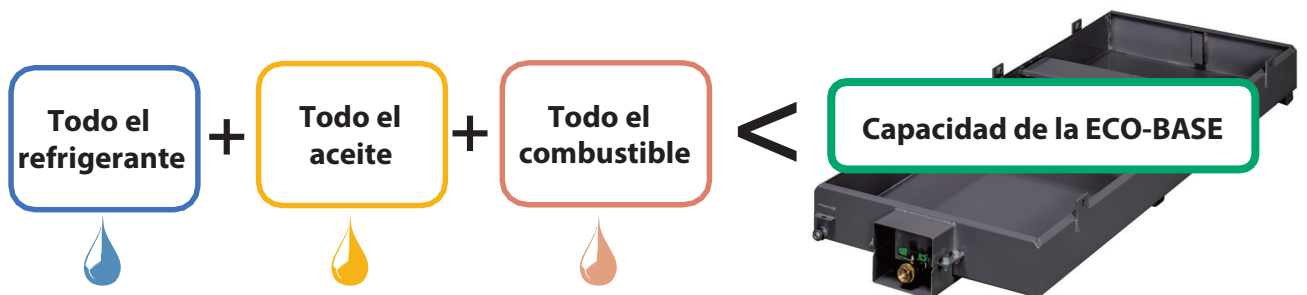 Todo el
refrigerante
+
Todo el
aceite
+
Todo el
combustible
<
Capacidad de la ECO-BASE